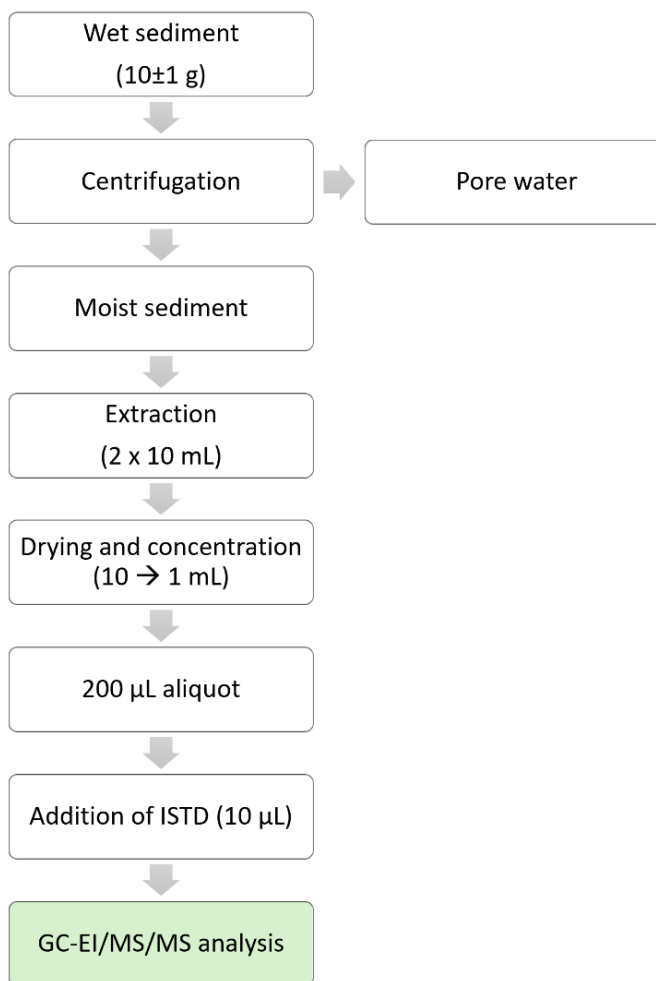 Wet sediment
(10±1 g)
Centrifugation
Pore water
Moist sediment
Extraction
(2 x 10 mL)
Drying and concentration
(10 → 1 mL)
200 µL aliquot
Addition of ISTD (10 µL)
GC-EI/MS/MS analysis